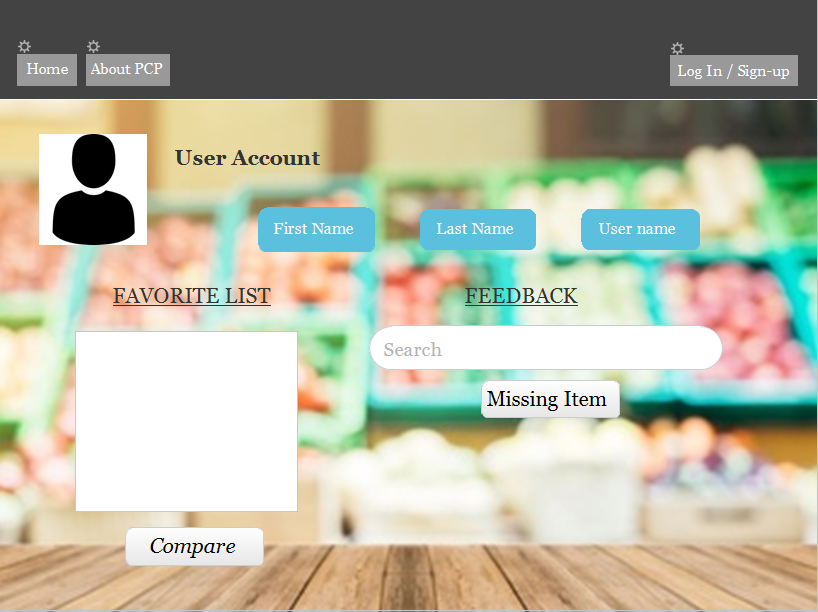 Home
About PCP
Log In / Sign-up
User Account
First Name
Last Name
User name
FAVORITE LIST
FEEDBACK
Search
Missing Item
Compare